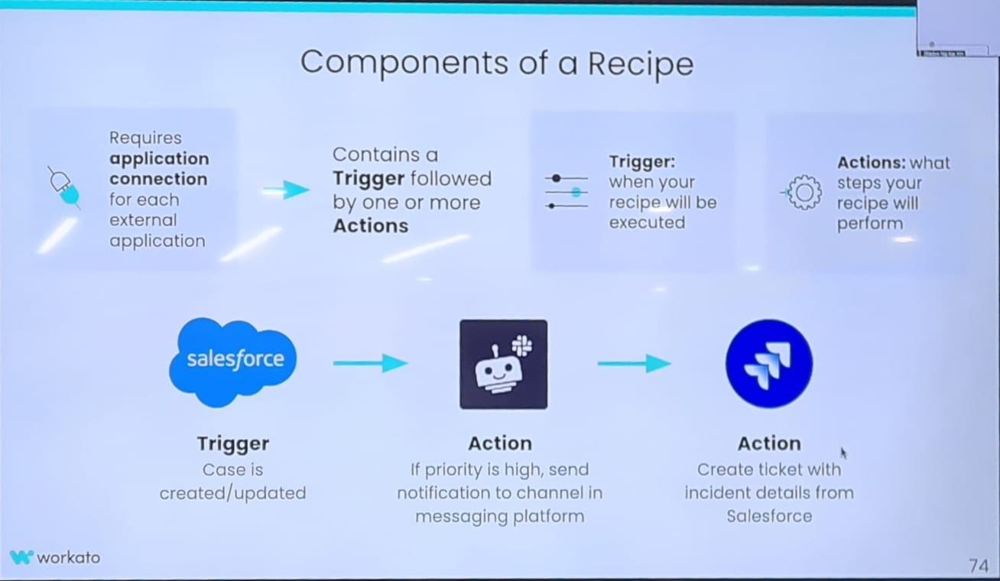 Components of a Recipe
Requires
application
connection
for each
external
application
Contains a
Trigger followed
by one or more
Actions
Trigger:
when your
recipe will be
executed
Actions: what
steps your
recipe will
perform
salesforce
Trigger
Case is
created/updated
Action
If priority is high, send
notification to channel in
messaging platform
Action
Create ticket with
incident details from
Salesforce
workato
74